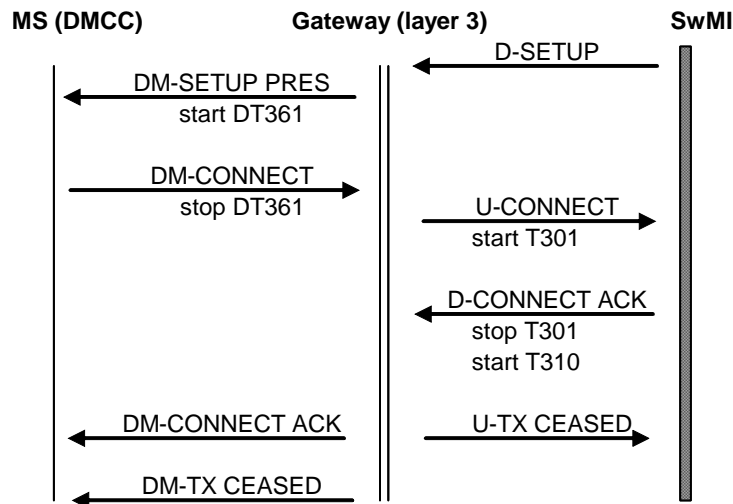 MS (DMCC) Gateway (layer 3) SwMI
D-SETUP
DM-SETUP PRES
start DT361
DM-CONNECT
stop DT361
U-CONNECT
start T301
D-CONNECT ACK
stop T301
start T310
DM-CONNECT ACK U-TX CEASED
DM-TX CEASED